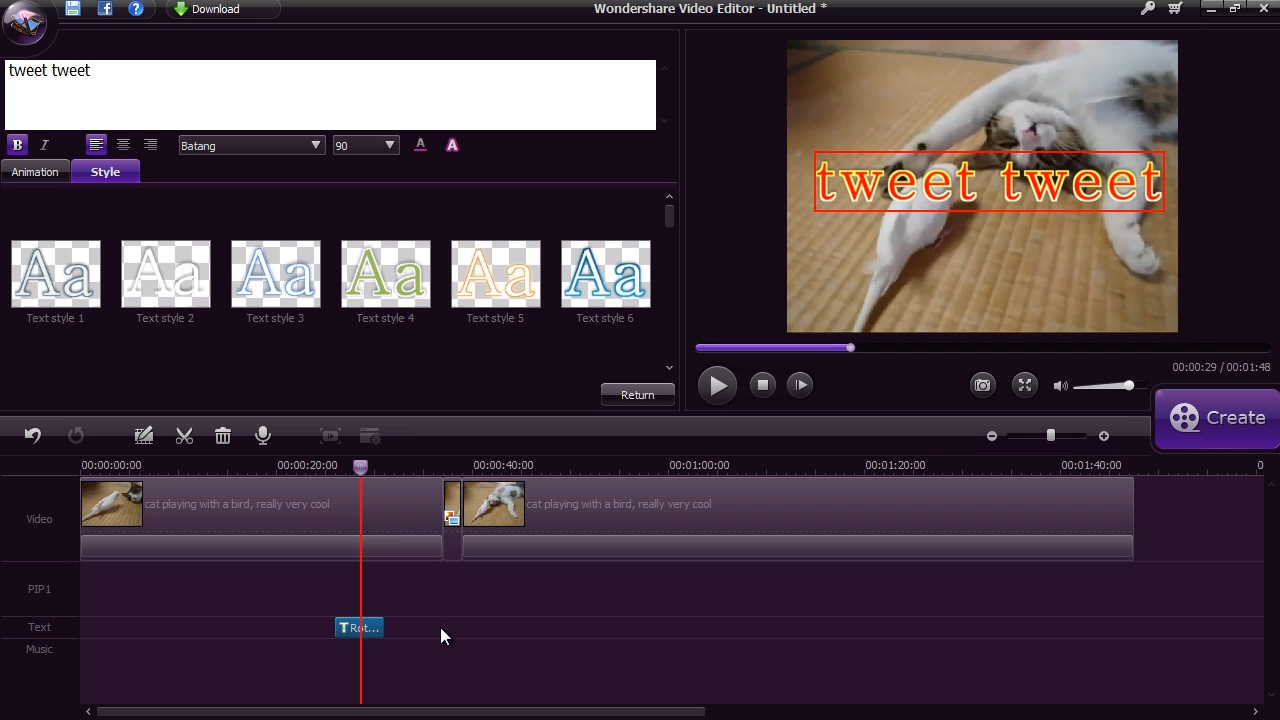 Download
Wondershare Video Editor - Untitled *
tweet tweet
B I Batang 90 A A
Animation Style
tweet tweet
Aa Aa Aa Aa Aa Aa
Text style 1 Text style 2 Text style 3 Text style 4 Text style 5 Text style 6
00:00:29 / 00:01:48
Return
Create
00:00:00:00 00:00:20:00 00:00:40:00 00:01:00:00 00:01:20:00 00:01:40:00 0
Video cat playing with a bird, really very cool cat playing with a bird, really very cool
PIP1
Text T Rot...
Music